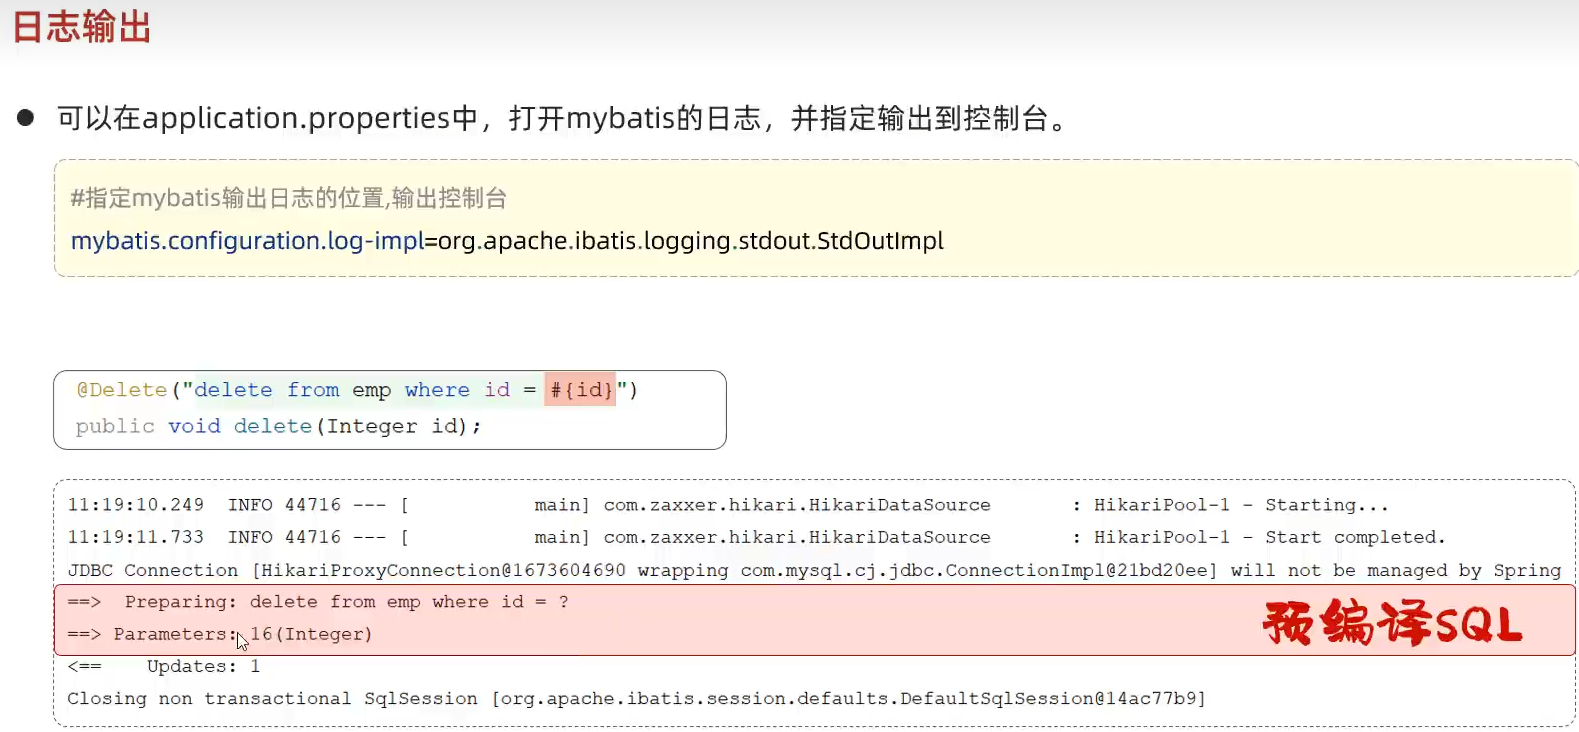 日志输出
● 可以在application.properties中，打开mybatis的日志，并指定输出到控制台。
#指定mybatis输出日志的位置,输出控制台
mybatis.configuration.log-impl=org.apache.ibatis.logging.stdout.StdOutImpl
@Delete("delete from emp where id = #{id}")
public void delete(Integer id);
11:19:10.249  INFO 44716 --- [           main] com.zaxxer.hikari.HikariDataSource       : HikariPool-1 - Starting...
11:19:11.733  INFO 44716 --- [           main] com.zaxxer.hikari.HikariDataSource       : HikariPool-1 - Start completed.
JDBC Connection [HikariProxyConnection@1673604690 wrapping com.mysql.cj.jdbc.ConnectionImpl@21bd20ee] will not be managed by Spring
==>  Preparing: delete from emp where id = ?
==> Parameters: 16(Integer)
预编译SQL
<==    Updates: 1
Closing non transactional SqlSession [org.apache.ibatis.session.defaults.DefaultSqlSession@14ac77b9]